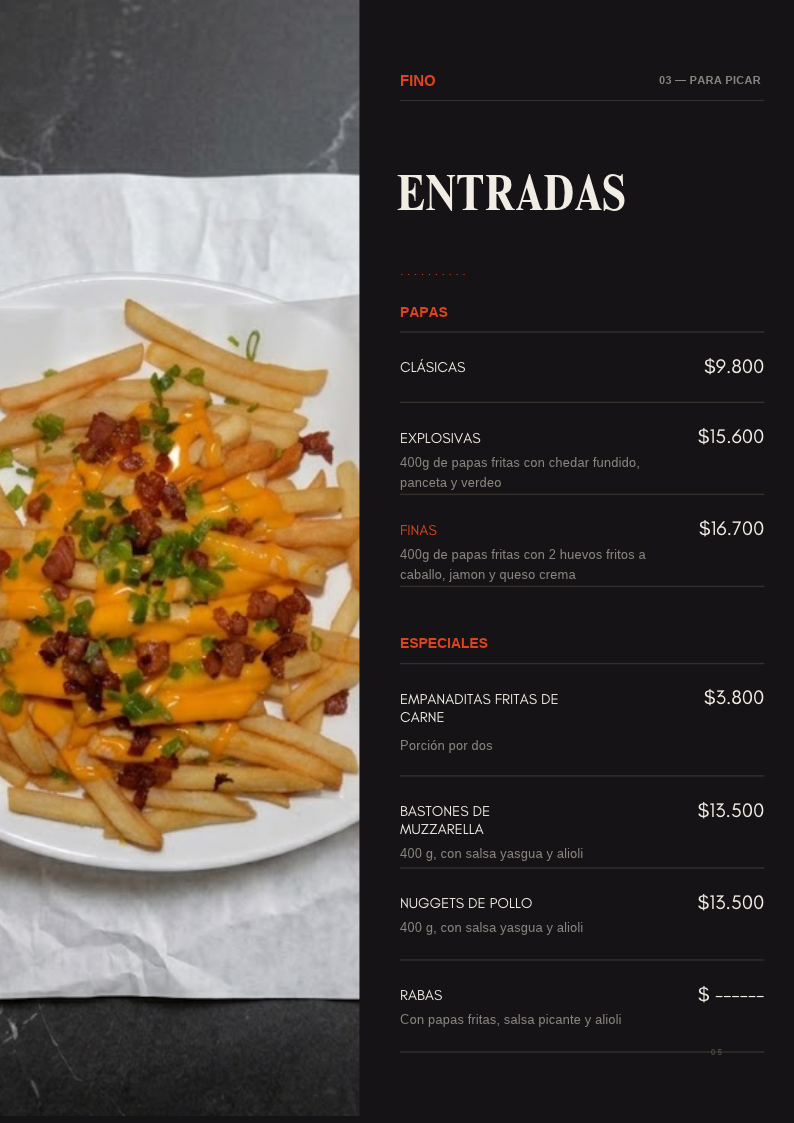 FINO
03 — PARA PICAR
ENTRADAS
..........
PAPAS
CLÁSICAS $9.800
EXPLOSIVAS $15.600
400g de papas fritas con chedar fundido,
panceta y verdeo
FINAS $16.700
400g de papas fritas con 2 huevos fritos a
caballo, jamon y queso crema
ESPECIALES
EMPANADITAS FRITAS DE $3.800
CARNE
Porción por dos
BASTONES DE $13.500
MUZZARELLA
400 g, con salsa yasgua y alioli
NUGGETS DE POLLO $13.500
400 g, con salsa yasgua y alioli
RABAS $ ------
Con papas fritas, salsa picante y alioli
05